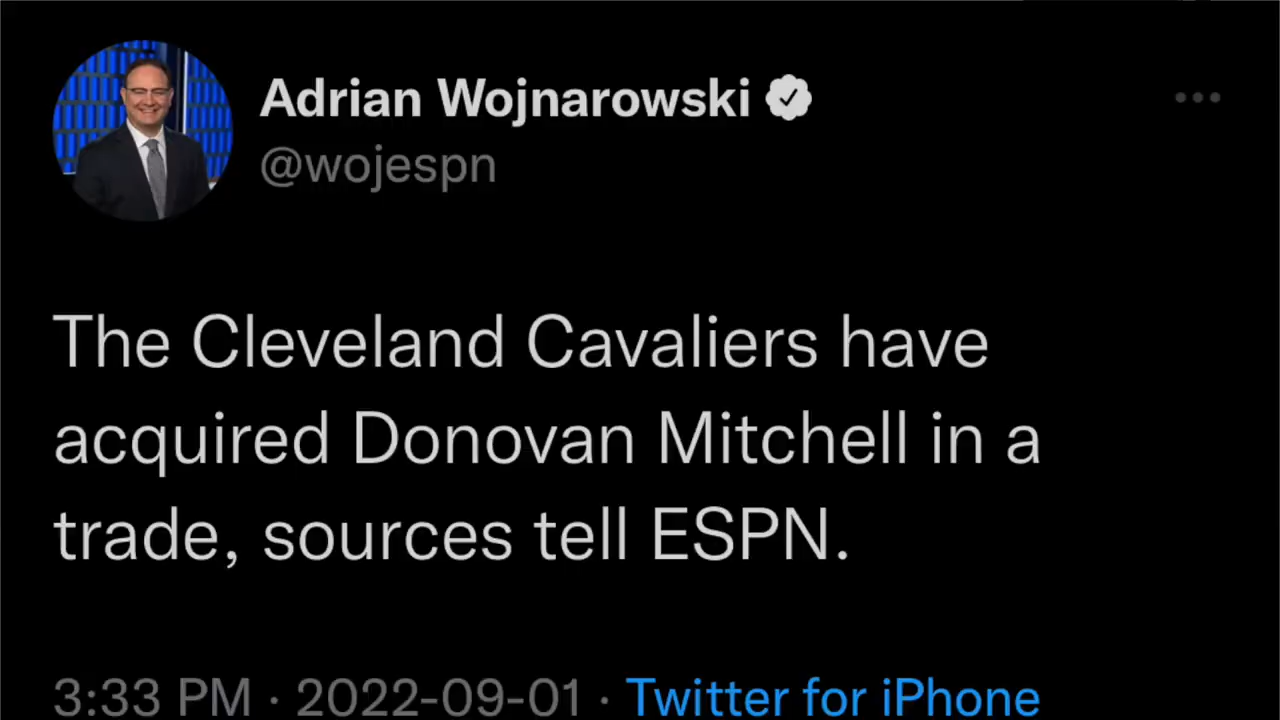 Adrian Wojnarowski
@wojespn
The Cleveland Cavaliers have
acquired Donovan Mitchell in a
trade, sources tell ESPN.
3:33 PM · 2022-09-01 · Twitter for iPhone